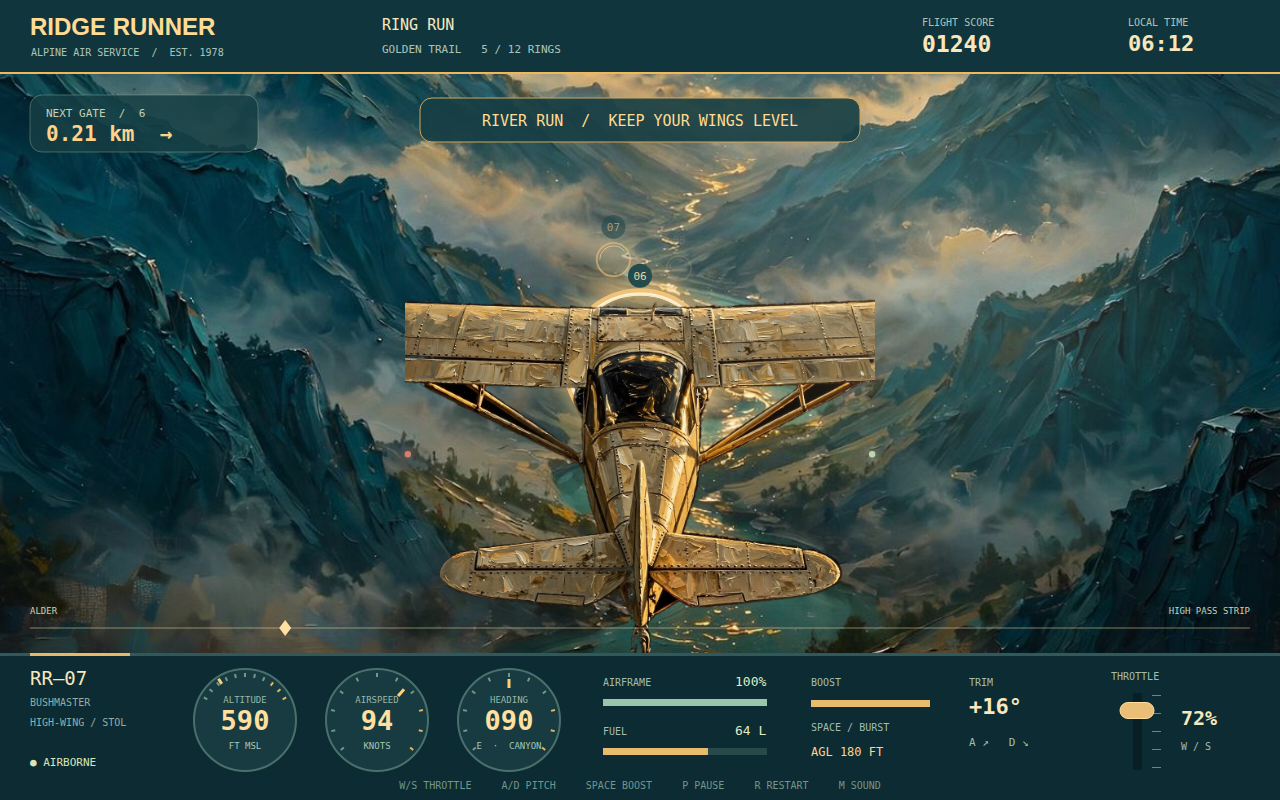 RIDGE RUNNER
ALPINE AIR SERVICE / EST. 1978
RING RUN
GOLDEN TRAIL 5 / 12 RINGS
FLIGHT SCORE
01240
LOCAL TIME
06:12
NEXT GATE / 6
0.21 km →
RIVER RUN / KEEP YOUR WINGS LEVEL
07
06
ALDER
HIGH PASS STRIP
RR—07
BUSHMASTER
HIGH-WING / STOL
● AIRBORNE
ALTITUDE
590
FT MSL
AIRSPEED
94
KNOTS
HEADING
090
E · CANYON
AIRFRAME 100%
FUEL 64 L
BOOST
SPACE / BURST
AGL 180 FT
TRIM
+16°
A ↗ D ↘
THROTTLE
72%
W / S
W/S THROTTLE A/D PITCH SPACE BOOST P PAUSE R RESTART M SOUND